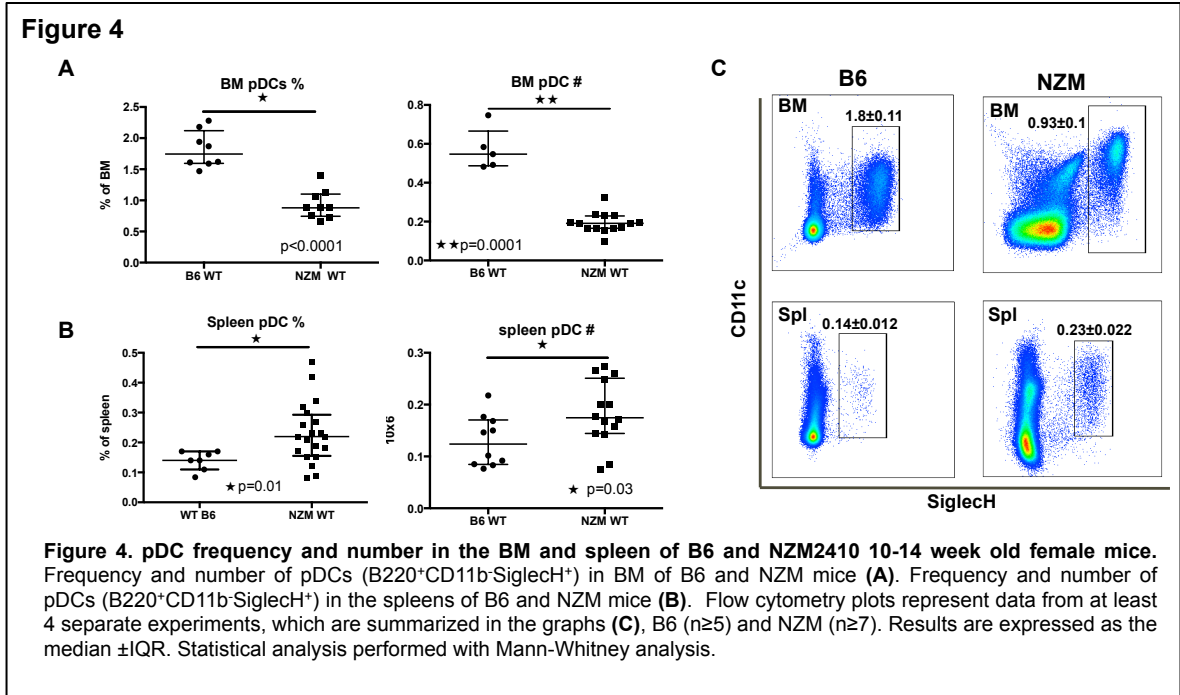 Figure 4
A
BM pDCs %
★
2.5
2.0
1.5
1.0
0.5
0.0
% of BM
p<0.0001
B6 WT
NZM WT
BM pDC #
★★
0.8
0.6
0.4
0.2
0.0
★★p=0.0001
B6 WT
NZM WT
B
Spleen pDC %
★
0.5
0.4
0.3
0.2
0.1
0.0
% of spleen
★p=0.01
WT B6
NZM WT
spleen pDC #
★
0.3
0.2
0.1
0.0
10x6
★ p=0.03
B6 WT
NZM WT
C
B6
NZM
BM
1.8±0.11
BM
0.93±0.1
Spl
0.14±0.012
Spl
0.23±0.022
CD11c
SiglecH
Figure 4. pDC frequency and number in the BM and spleen of B6 and NZM2410 10-14 week old female mice.
Frequency and number of pDCs (B220⁺CD11b⁻SiglecH⁺) in BM of B6 and NZM mice (A). Frequency and number of
pDCs (B220⁺CD11b⁻SiglecH⁺) in the spleens of B6 and NZM mice (B). Flow cytometry plots represent data from at least
4 separate experiments, which are summarized in the graphs (C), B6 (n≥5) and NZM (n≥7). Results are expressed as the
median ±IQR. Statistical analysis performed with Mann-Whitney analysis.